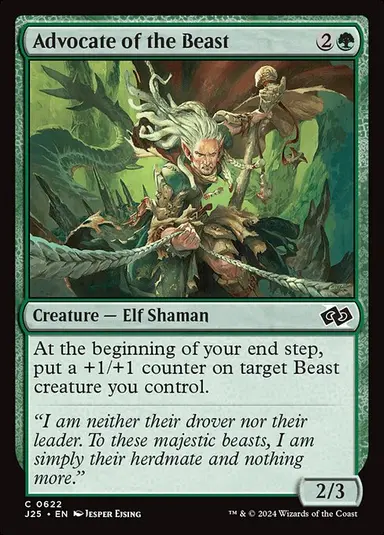 Advocate of the Beast 2
Creature — Elf Shaman
At the beginning of your end step,
put a +1/+1 counter on target Beast
creature you control.
“I am neither their drover nor their
leader. To these majestic beasts, I am
simply their herdmate and nothing
more.”
2/3
C 0622
J25 • EN Jesper Eising ™ & © 2024 Wizards of the Coast